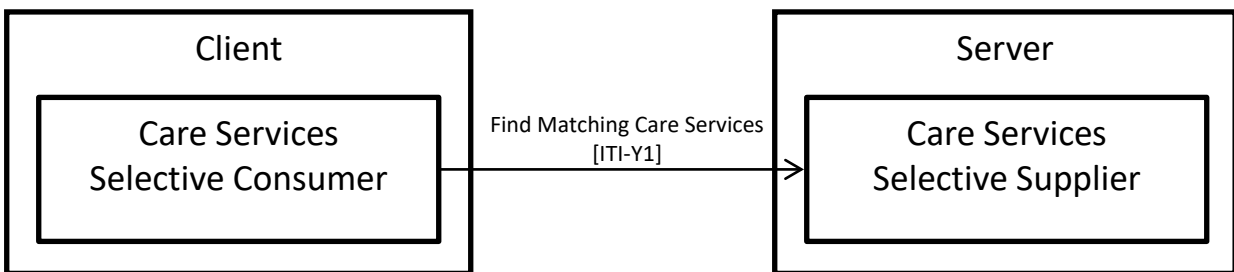 Client
Care Services
Selective Consumer
Find Matching Care Services
[ITI-Y1]
Server
Care Services
Selective Supplier